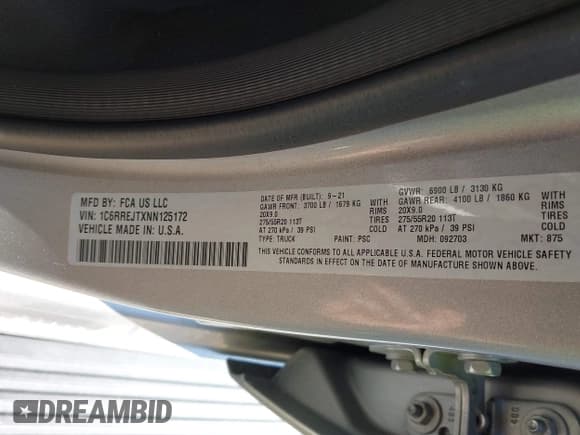 MFD BY: FCA US LLC
VIN: 1C6RREJTXNN125172
VEHICLE MADE IN: U.S.A.
DATE OF MFR (BUILT): 9-21
GVWR: 6900 LB / 3130 KG
GAWR FRONT: 3700 LB / 1679 KG WITH
GAWR REAR: 4100 LB / 1860 KG WITH
20X9.0 RIMS
20X9.0 RIMS
275/55R20 113T TIRES
275/55R20 113T TIRES
AT 270 kPa / 39 PSI COLD
AT 270 kPa / 39 PSI COLD
TYPE: TRUCK PAINT: PSC MDH: 092703 MKT: 875
THIS VEHICLE CONFORMS TO ALL APPLICABLE U.S.A. FEDERAL MOTOR VEHICLE SAFETY
STANDARDS IN EFFECT ON THE DATE OF MANUFACTURE SHOWN ABOVE.
DREAMBID